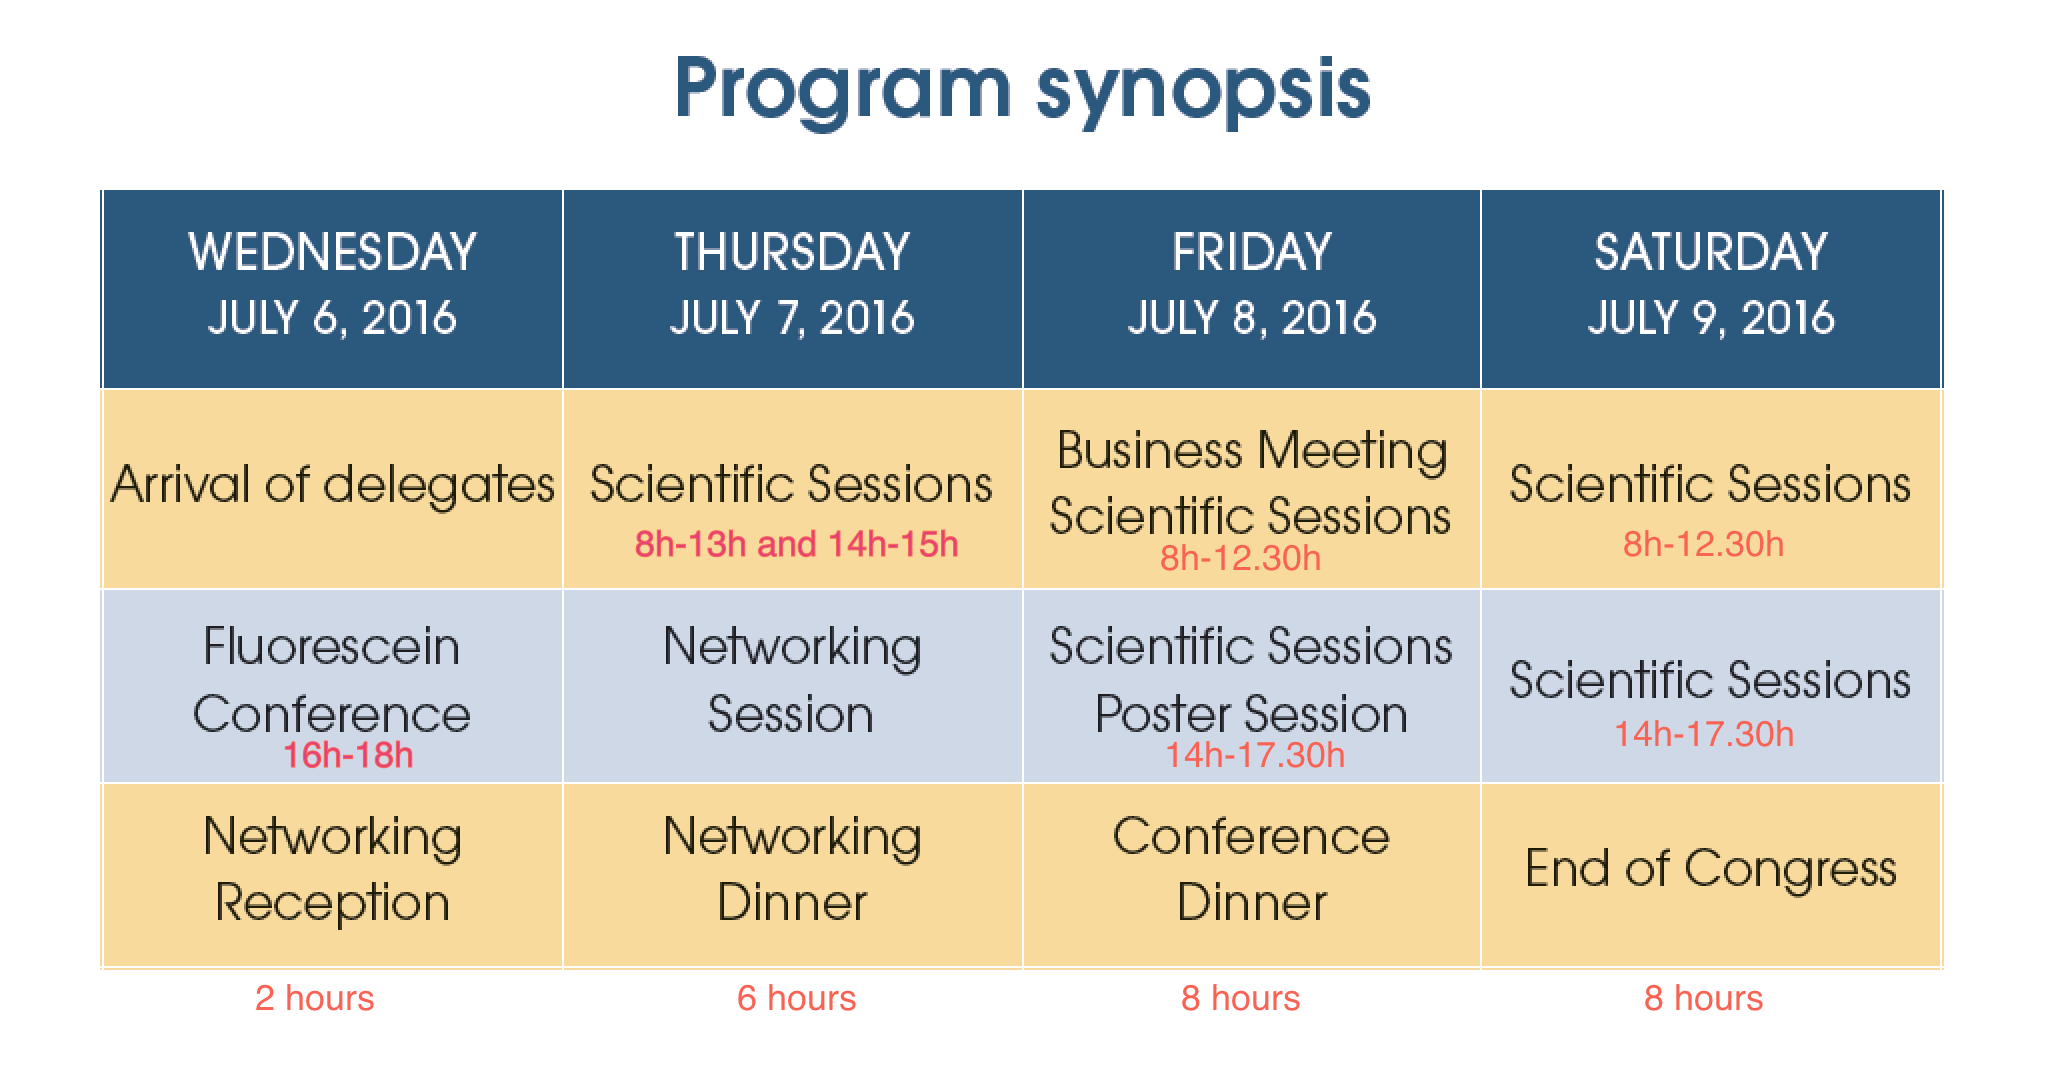 Program synopsis
WEDNESDAY
JULY 6, 2016
THURSDAY
JULY 7, 2016
FRIDAY
JULY 8, 2016
SATURDAY
JULY 9, 2016
Arrival of delegates
Scientific Sessions
8h-13h and 14h-15h
Business Meeting
Scientific Sessions
8h-12.30h
Scientific Sessions
8h-12.30h
Fluorescein
Conference
16h-18h
Networking
Session
Scientific Sessions
Poster Session
14h-17.30h
Scientific Sessions
14h-17.30h
Networking
Reception
Networking
Dinner
Conference
Dinner
End of Congress
2 hours
6 hours
8 hours
8 hours